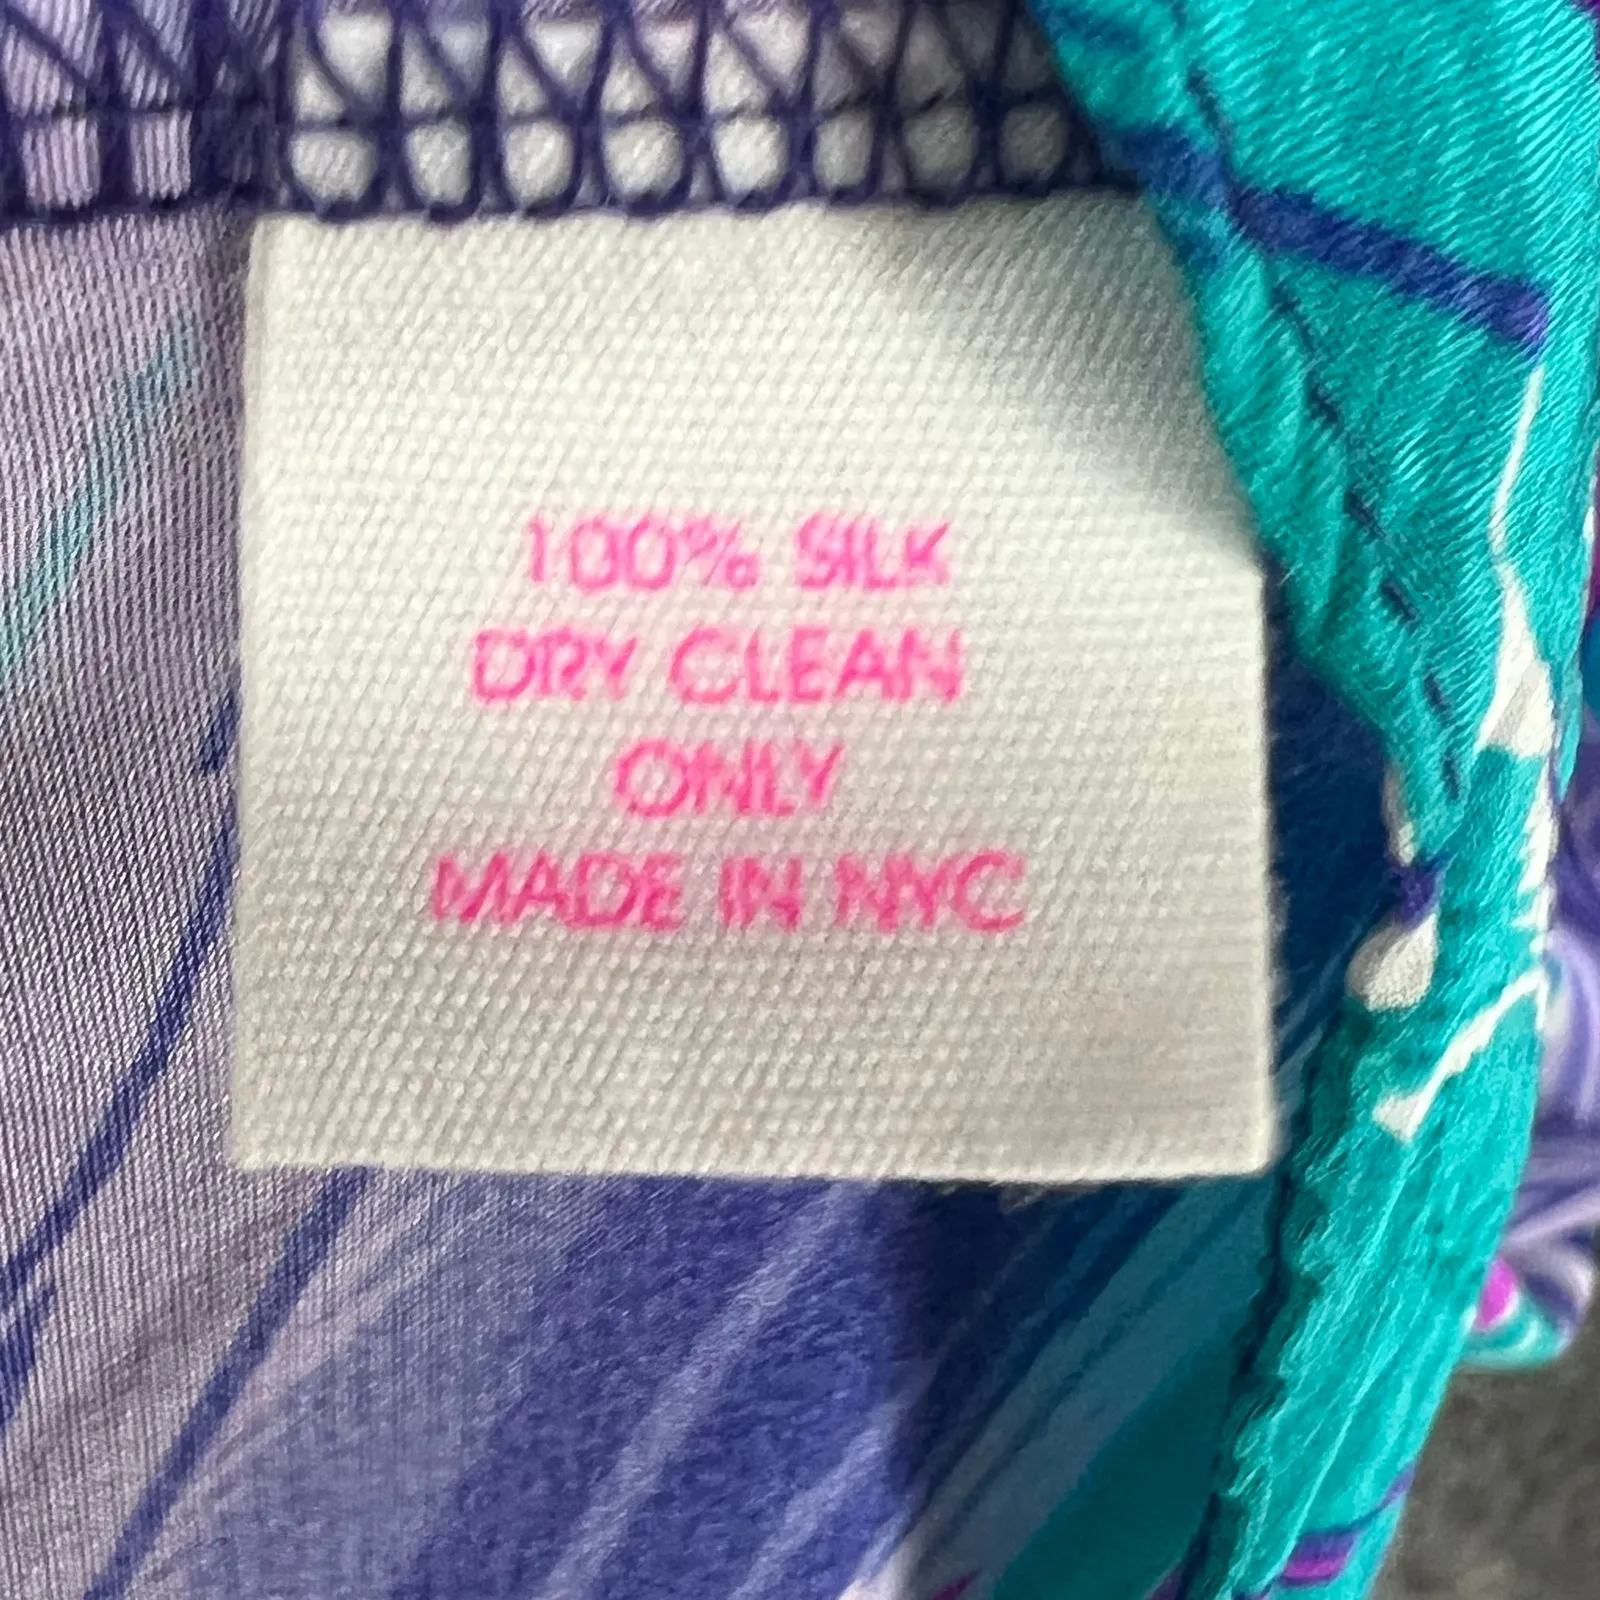 100% SILK
DRY CLEAN
ONLY
MADE IN NYC